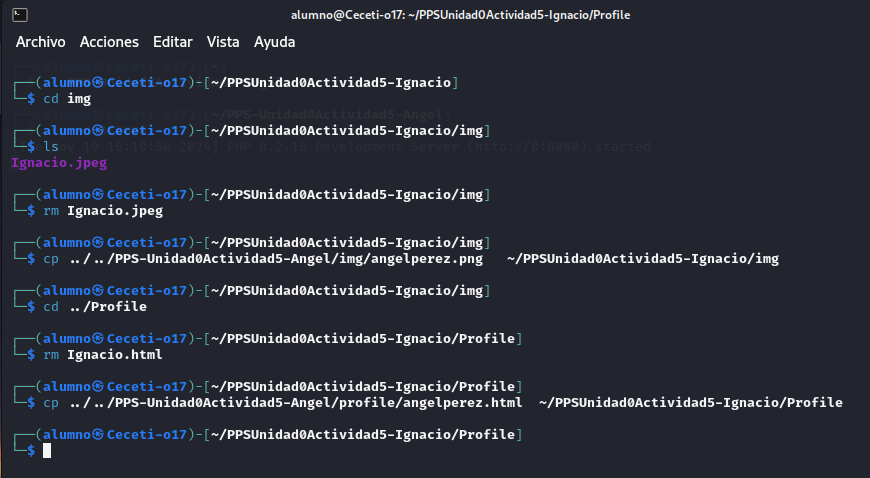 alumno@Ceceti-o17: ~/PPSUnidad0Actividad5-Ignacio/Profile
Archivo Acciones Editar Vista Ayuda
┌──(alumno㉿Ceceti-o17)-[~/PPSUnidad0Actividad5-Ignacio]
└─$ cd img
┌──(alumno㉿Ceceti-o17)-[~/PPSUnidad0Actividad5-Ignacio/img]
└─$ ls
Ignacio.jpeg
┌──(alumno㉿Ceceti-o17)-[~/PPSUnidad0Actividad5-Ignacio/img]
└─$ rm Ignacio.jpeg
┌──(alumno㉿Ceceti-o17)-[~/PPSUnidad0Actividad5-Ignacio/img]
└─$ cp ../../PPS-Unidad0Actividad5-Angel/img/angelperez.png ~/PPSUnidad0Actividad5-Ignacio/img
┌──(alumno㉿Ceceti-o17)-[~/PPSUnidad0Actividad5-Ignacio/img]
└─$ cd ../Profile
┌──(alumno㉿Ceceti-o17)-[~/PPSUnidad0Actividad5-Ignacio/Profile]
└─$ rm Ignacio.html
┌──(alumno㉿Ceceti-o17)-[~/PPSUnidad0Actividad5-Ignacio/Profile]
└─$ cp ../../PPS-Unidad0Actividad5-Angel/profile/angelperez.html ~/PPSUnidad0Actividad5-Ignacio/Profile
┌──(alumno㉿Ceceti-o17)-[~/PPSUnidad0Actividad5-Ignacio/Profile]
└─$